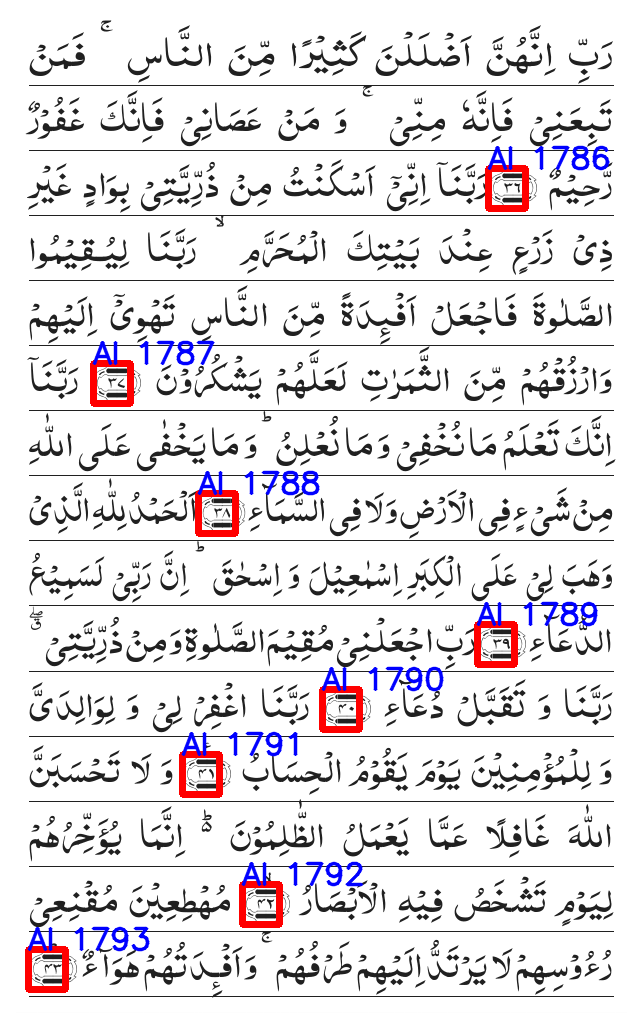 رَبِّ اِنَّهُنَّ اَضۡلَلۡنَ كَثِيۡرًا مِّنَ النَّاسِ‌ ۚ فَمَنۡ
تَبِعَنِىۡ فَاِنَّهٗ مِنِّىۡ‌ ۚ وَ مَنۡ عَصَانِىۡ فَاِنَّكَ غَفُوۡرٌ
رَّحِيۡمٌ ﴿۳۶﴾ AI 1786 رَبَّنَاۤ اِنِّىۡۤ اَسۡكَنۡتُ مِنۡ ذُرِّيَّتِىۡ بِوَادٍ غَيۡرِ
ذِىۡ زَرۡعٍ عِنۡدَ بَيۡتِكَ الۡمُحَرَّمِۙ رَبَّنَا لِيُـقِيۡمُوا
الصَّلٰوةَ فَاجۡعَلۡ اَ فۡـٮِٕدَةً مِّنَ النَّاسِ تَهۡوِىۡۤ اِلَيۡهِمۡ
وَارۡزُقۡهُمۡ مِّنَ الثَّمَرٰتِ لَعَلَّهُمۡ يَشۡكُرُوۡنَ‏ ﴿۳۷﴾ AI 1787 رَبَّنَاۤ
اِنَّكَ تَعۡلَمُ مَا نُخۡفِىۡ وَمَا نُعۡلِنُ‌ ؕ وَمَا يَخۡفٰى عَلَى اللّٰهِ
مِنۡ شَىۡءٍ فِى الۡاَرۡضِ وَلَا فِى السَّمَآءِ‏ ﴿۳۸﴾ AI 1788 اَلۡحَمۡدُ لِلّٰهِ الَّذِىۡ
وَهَبَ لِىۡ عَلَى الۡكِبَرِ اِسۡمٰعِيۡلَ وَ اِسۡحٰقَ‌ ؕ اِنَّ رَبِّىۡ لَسَمِيۡعُ
الدُّعَآءِ‏ ﴿۳۹﴾ AI 1789 رَبِّ اجۡعَلۡنِىۡ مُقِيۡمَ الصَّلٰوةِ وَمِنۡ ذُرِّيَّتِىۡ‌ ‌ۖ ق
رَبَّنَا وَ تَقَبَّلۡ دُعَآءِ‏ ﴿۴۰﴾ AI 1790 رَبَّنَا اغۡفِرۡ لِىۡ وَ لِـوَالِدَىَّ
وَ لِلۡمُؤۡمِنِيۡنَ يَوۡمَ يَقُوۡمُ الۡحِسَابُ ﴿۴۱﴾ AI 1791 وَ لَا تَحۡسَبَنَّ
اللّٰهَ غَافِلًا عَمَّا يَعۡمَلُ الظّٰلِمُوۡنَ‌ ؕ اِنَّمَا يُؤَخِّرُهُمۡ
لِيَوۡمٍ تَشۡخَصُ فِيۡهِ الۡاَبۡصَارُ ۙ‏ ﴿۴۲﴾ AI 1792 مُهۡطِعِيۡنَ مُقۡنِعِىۡ
رُءُوۡسِهِمۡ لَا يَرۡتَدُّ اِلَيۡهِمۡ طَرۡفُهُمۡ‌ ۚ وَاَفۡـِٕدَتُهُمۡ هَوَآءٌ ﴿۴۳﴾ AI 1793